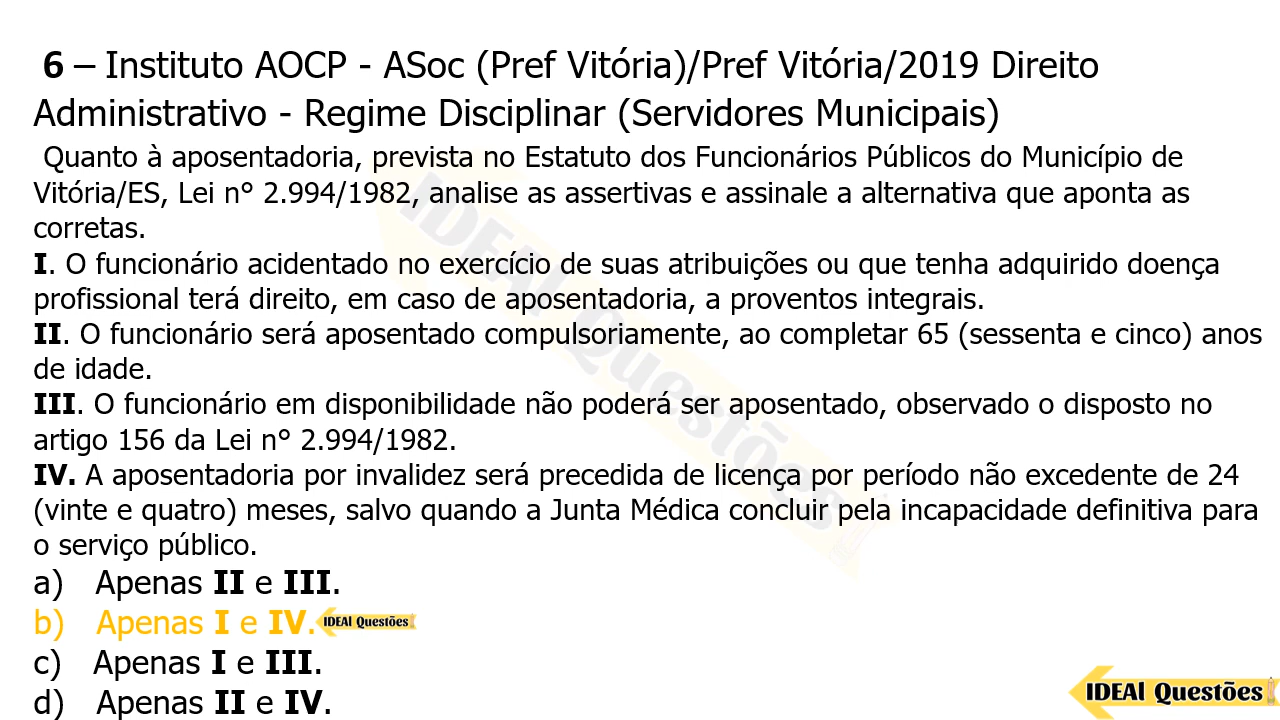 6 – Instituto AOCP - ASoc (Pref Vitória)/Pref Vitória/2019 Direito
Administrativo - Regime Disciplinar (Servidores Municipais)
Quanto à aposentadoria, prevista no Estatuto dos Funcionários Públicos do Município de
Vitória/ES, Lei n° 2.994/1982, analise as assertivas e assinale a alternativa que aponta as
corretas.
I. O funcionário acidentado no exercício de suas atribuições ou que tenha adquirido doença
profissional terá direito, em caso de aposentadoria, a proventos integrais.
II. O funcionário será aposentado compulsoriamente, ao completar 65 (sessenta e cinco) anos
de idade.
III. O funcionário em disponibilidade não poderá ser aposentado, observado o disposto no
artigo 156 da Lei n° 2.994/1982.
IV. A aposentadoria por invalidez será precedida de licença por período não excedente de 24
(vinte e quatro) meses, salvo quando a Junta Médica concluir pela incapacidade definitiva para
o serviço público.
a) Apenas II e III.
b) Apenas I e IV. IDEAl Questões
c) Apenas I e III.
d) Apenas II e IV.
IDEAl Questões
IDEAl Questões